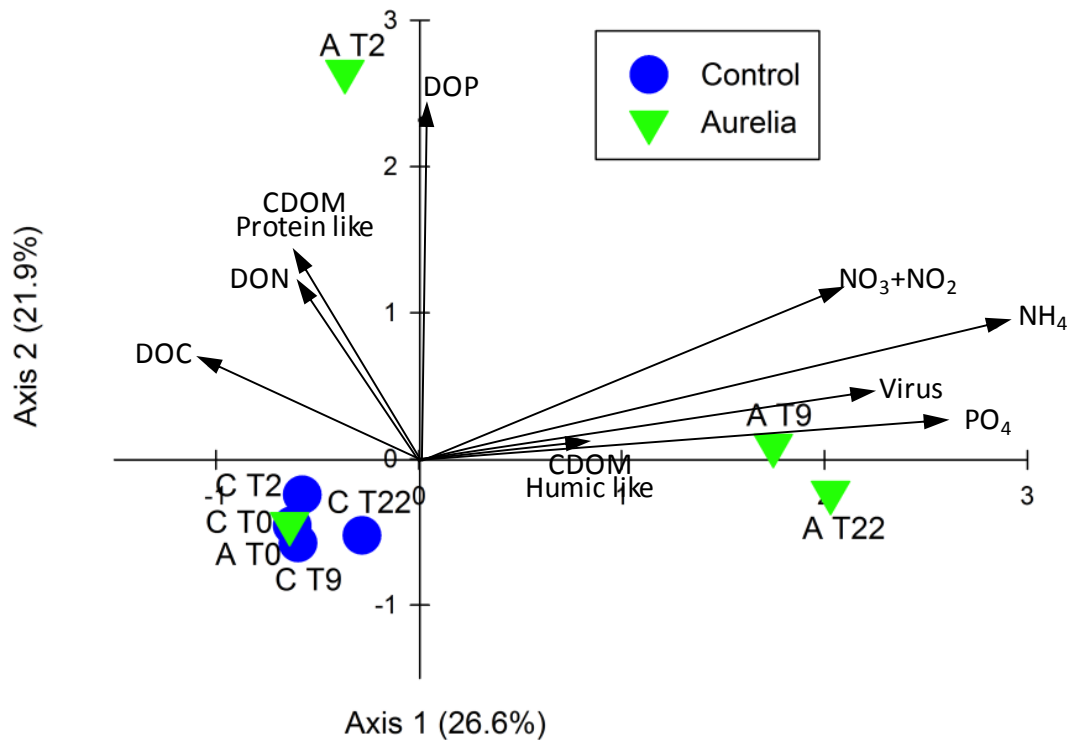 3
A T2
DOP
Control
Aurelia
2
CDOM
Protein like
DON
NO₃+NO₂
1
NH₄
DOC
Virus
A T9
PO₄
0
CDOM
Humic like
-1
0
1
2
3
C T2
C T22
C T0
A T0
C T9
A T22
-1
Axis 2 (21.9%)
Axis 1 (26.6%)